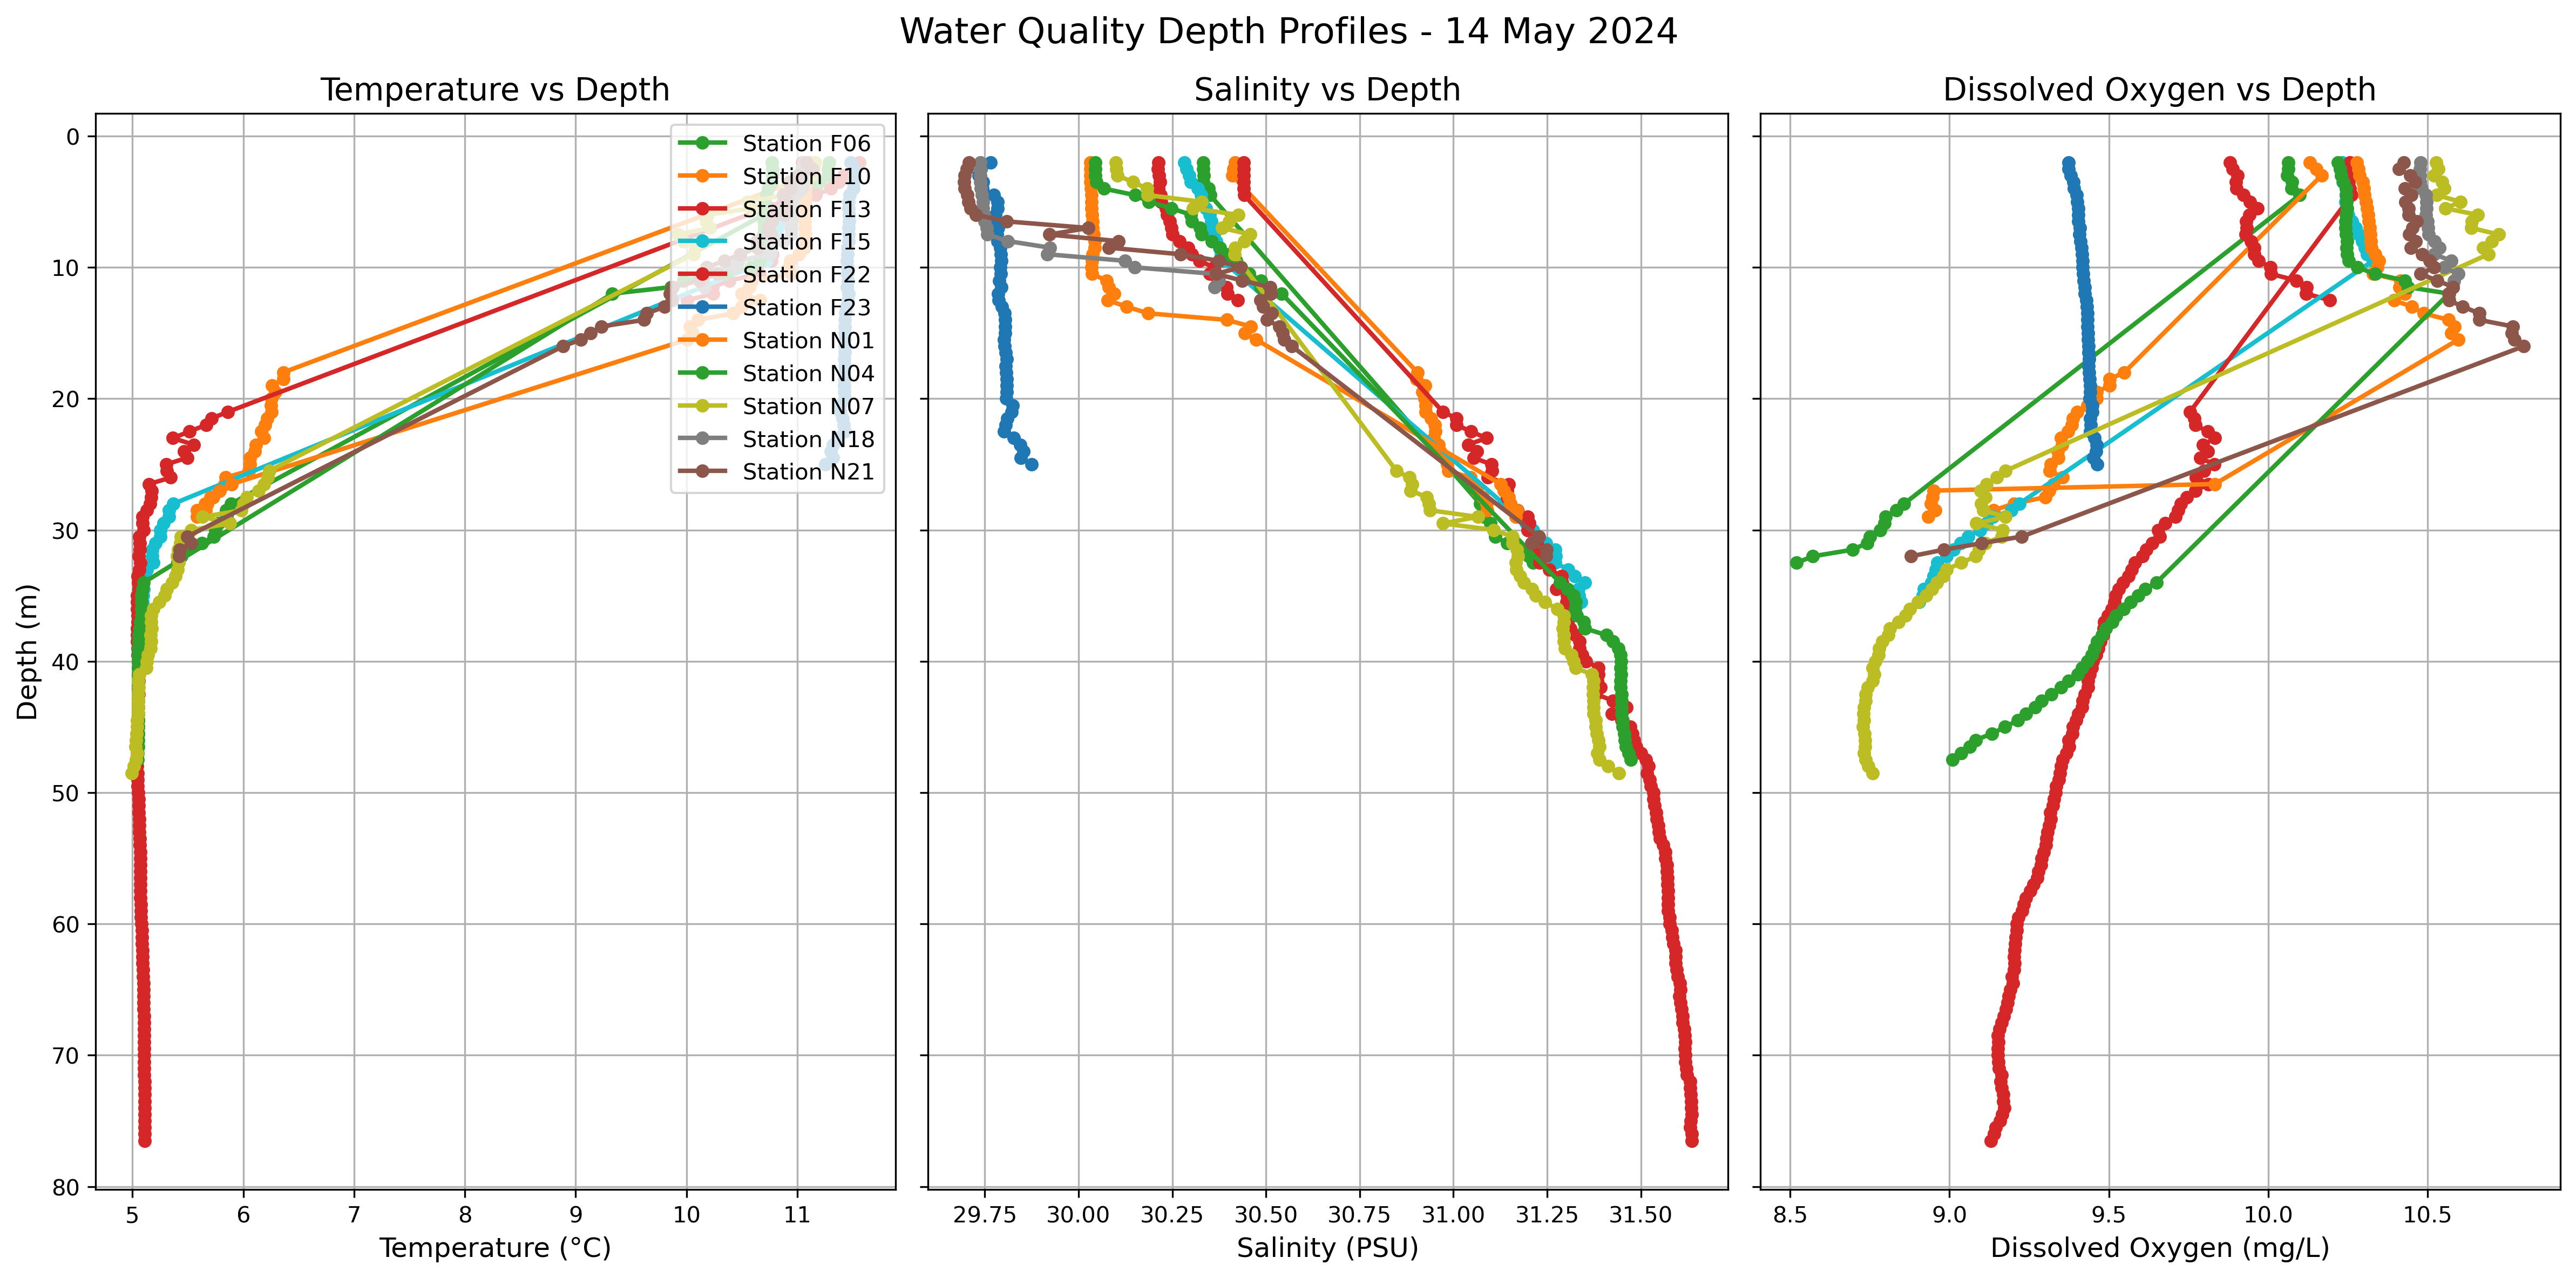 Water Quality Depth Profiles - 14 May 2024
Temperature vs Depth
Salinity vs Depth
Dissolved Oxygen vs Depth
Station F06
Station F10
Station F13
Station F15
Station F22
Station F23
Station N01
Station N04
Station N07
Station N18
Station N21
Depth (m)
0
10
20
30
40
50
60
70
80
5 6 7 8 9 10 11
29.75 30.00 30.25 30.50 30.75 31.00 31.25 31.50
8.5 9.0 9.5 10.0 10.5
Temperature (°C)
Salinity (PSU)
Dissolved Oxygen (mg/L)